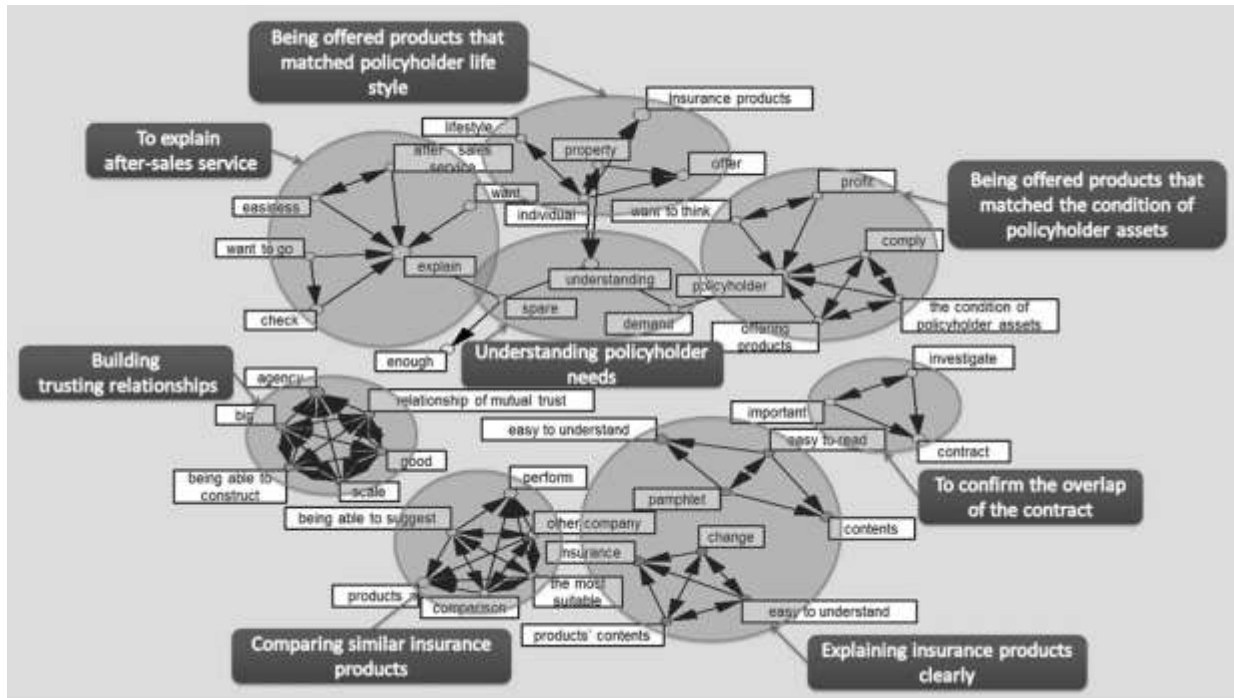 Being offered products that
matched policyholder life
style
insurance products
To explain
after-sales service
lifestyle
property
after - sales
service
offer
profit
Being offered products that
matched the condition of
policyholder assets
want
easiness
individual
want to think
comply
want to go
explain
understanding
policyholder
spare
demand
the condition of
policyholder assets
check
offering
products
enough
Understanding policyholder
needs
investigate
Building
trusting relationships
agency
relationship of mutual trust
big
important
easy to understand
easy to read
contract
good
being able to
construct
scale
perform
pamphlet
To confirm the overlap
of the contract
being able to suggest
other company
contents
change
insurance
products
comparison
the most
suitable
easy to understand
products' contents
Comparing similar insurance
products
Explaining insurance products
clearly